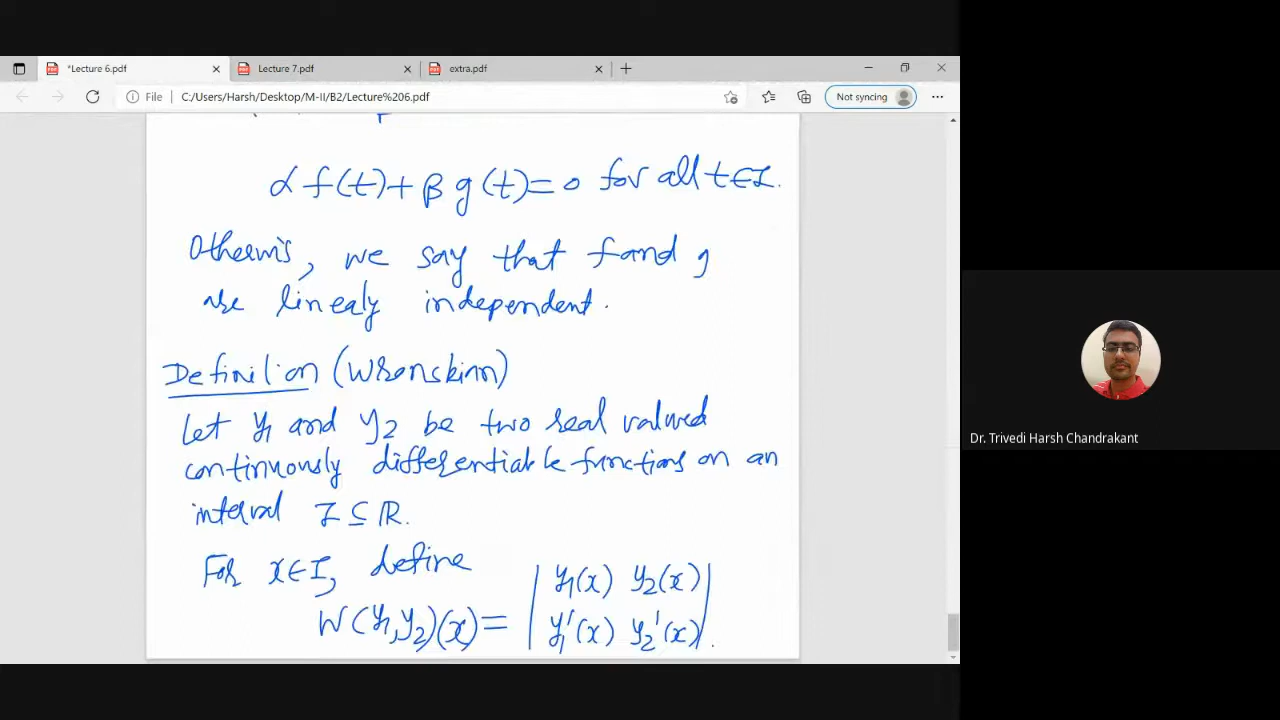 *Lecture 6.pdf
Lecture 7.pdf
extra.pdf
File
C:/Users/Harsh/Desktop/M-II/B2/Lecture%206.pdf
Not syncing
α f(t) + β g(t) = 0 for all t ∈ I.
Otherwis, we say that f and g
are linealy independent.
Definition (Wronskinn)
Let y₁ and y₂ be two real valued
continuously differentiable functions on an
interval I ⊆ ℝ.
For x ∈ I, define
W(y₁, y₂)(x) = | y₁(x) y₂(x) |
| y₁'(x) y₂'(x) |.
Dr. Trivedi Harsh Chandrakant